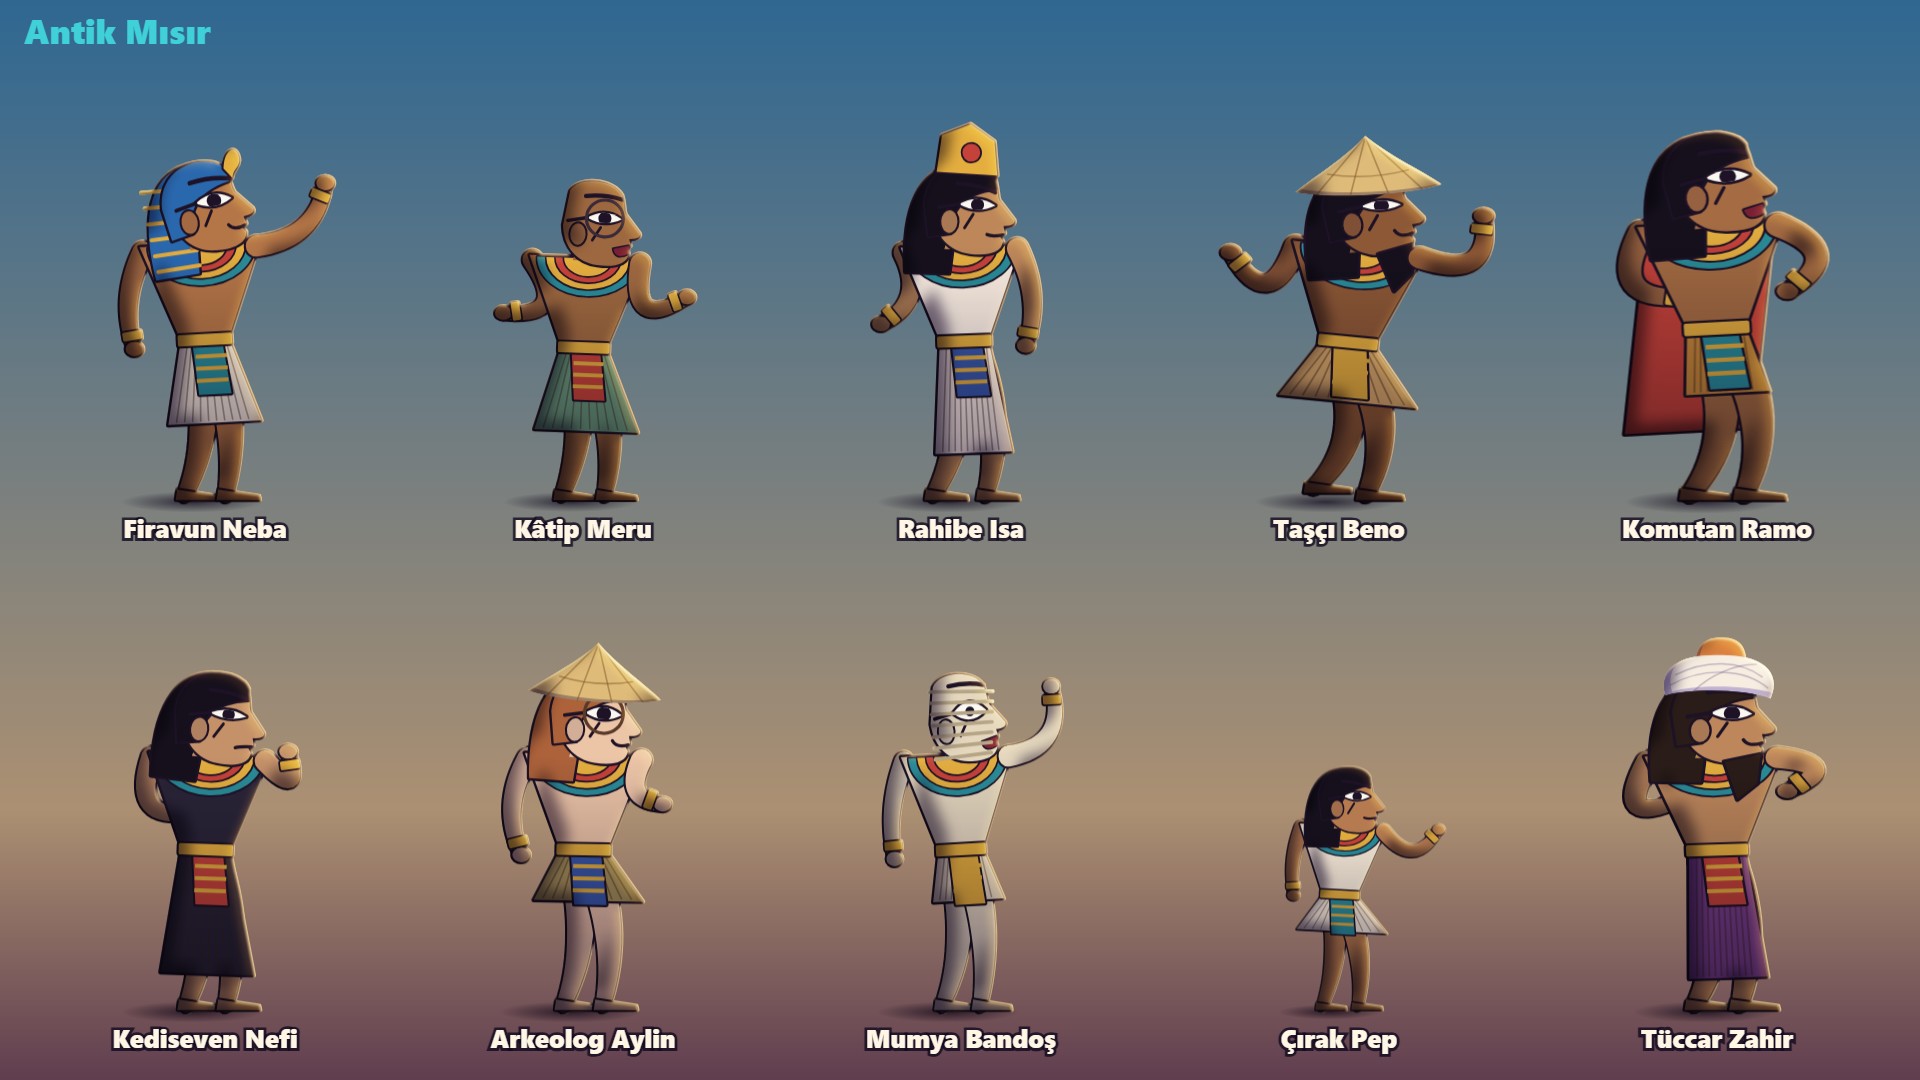 Antik Mısır
Firavun Neba
Kâtip Meru
Rahibe Isa
Taşçı Beno
Komutan Ramo
Kediseven Nefi
Arkeolog Aylin
Mumya Bandoş
Çırak Pep
Tüccar Zahir